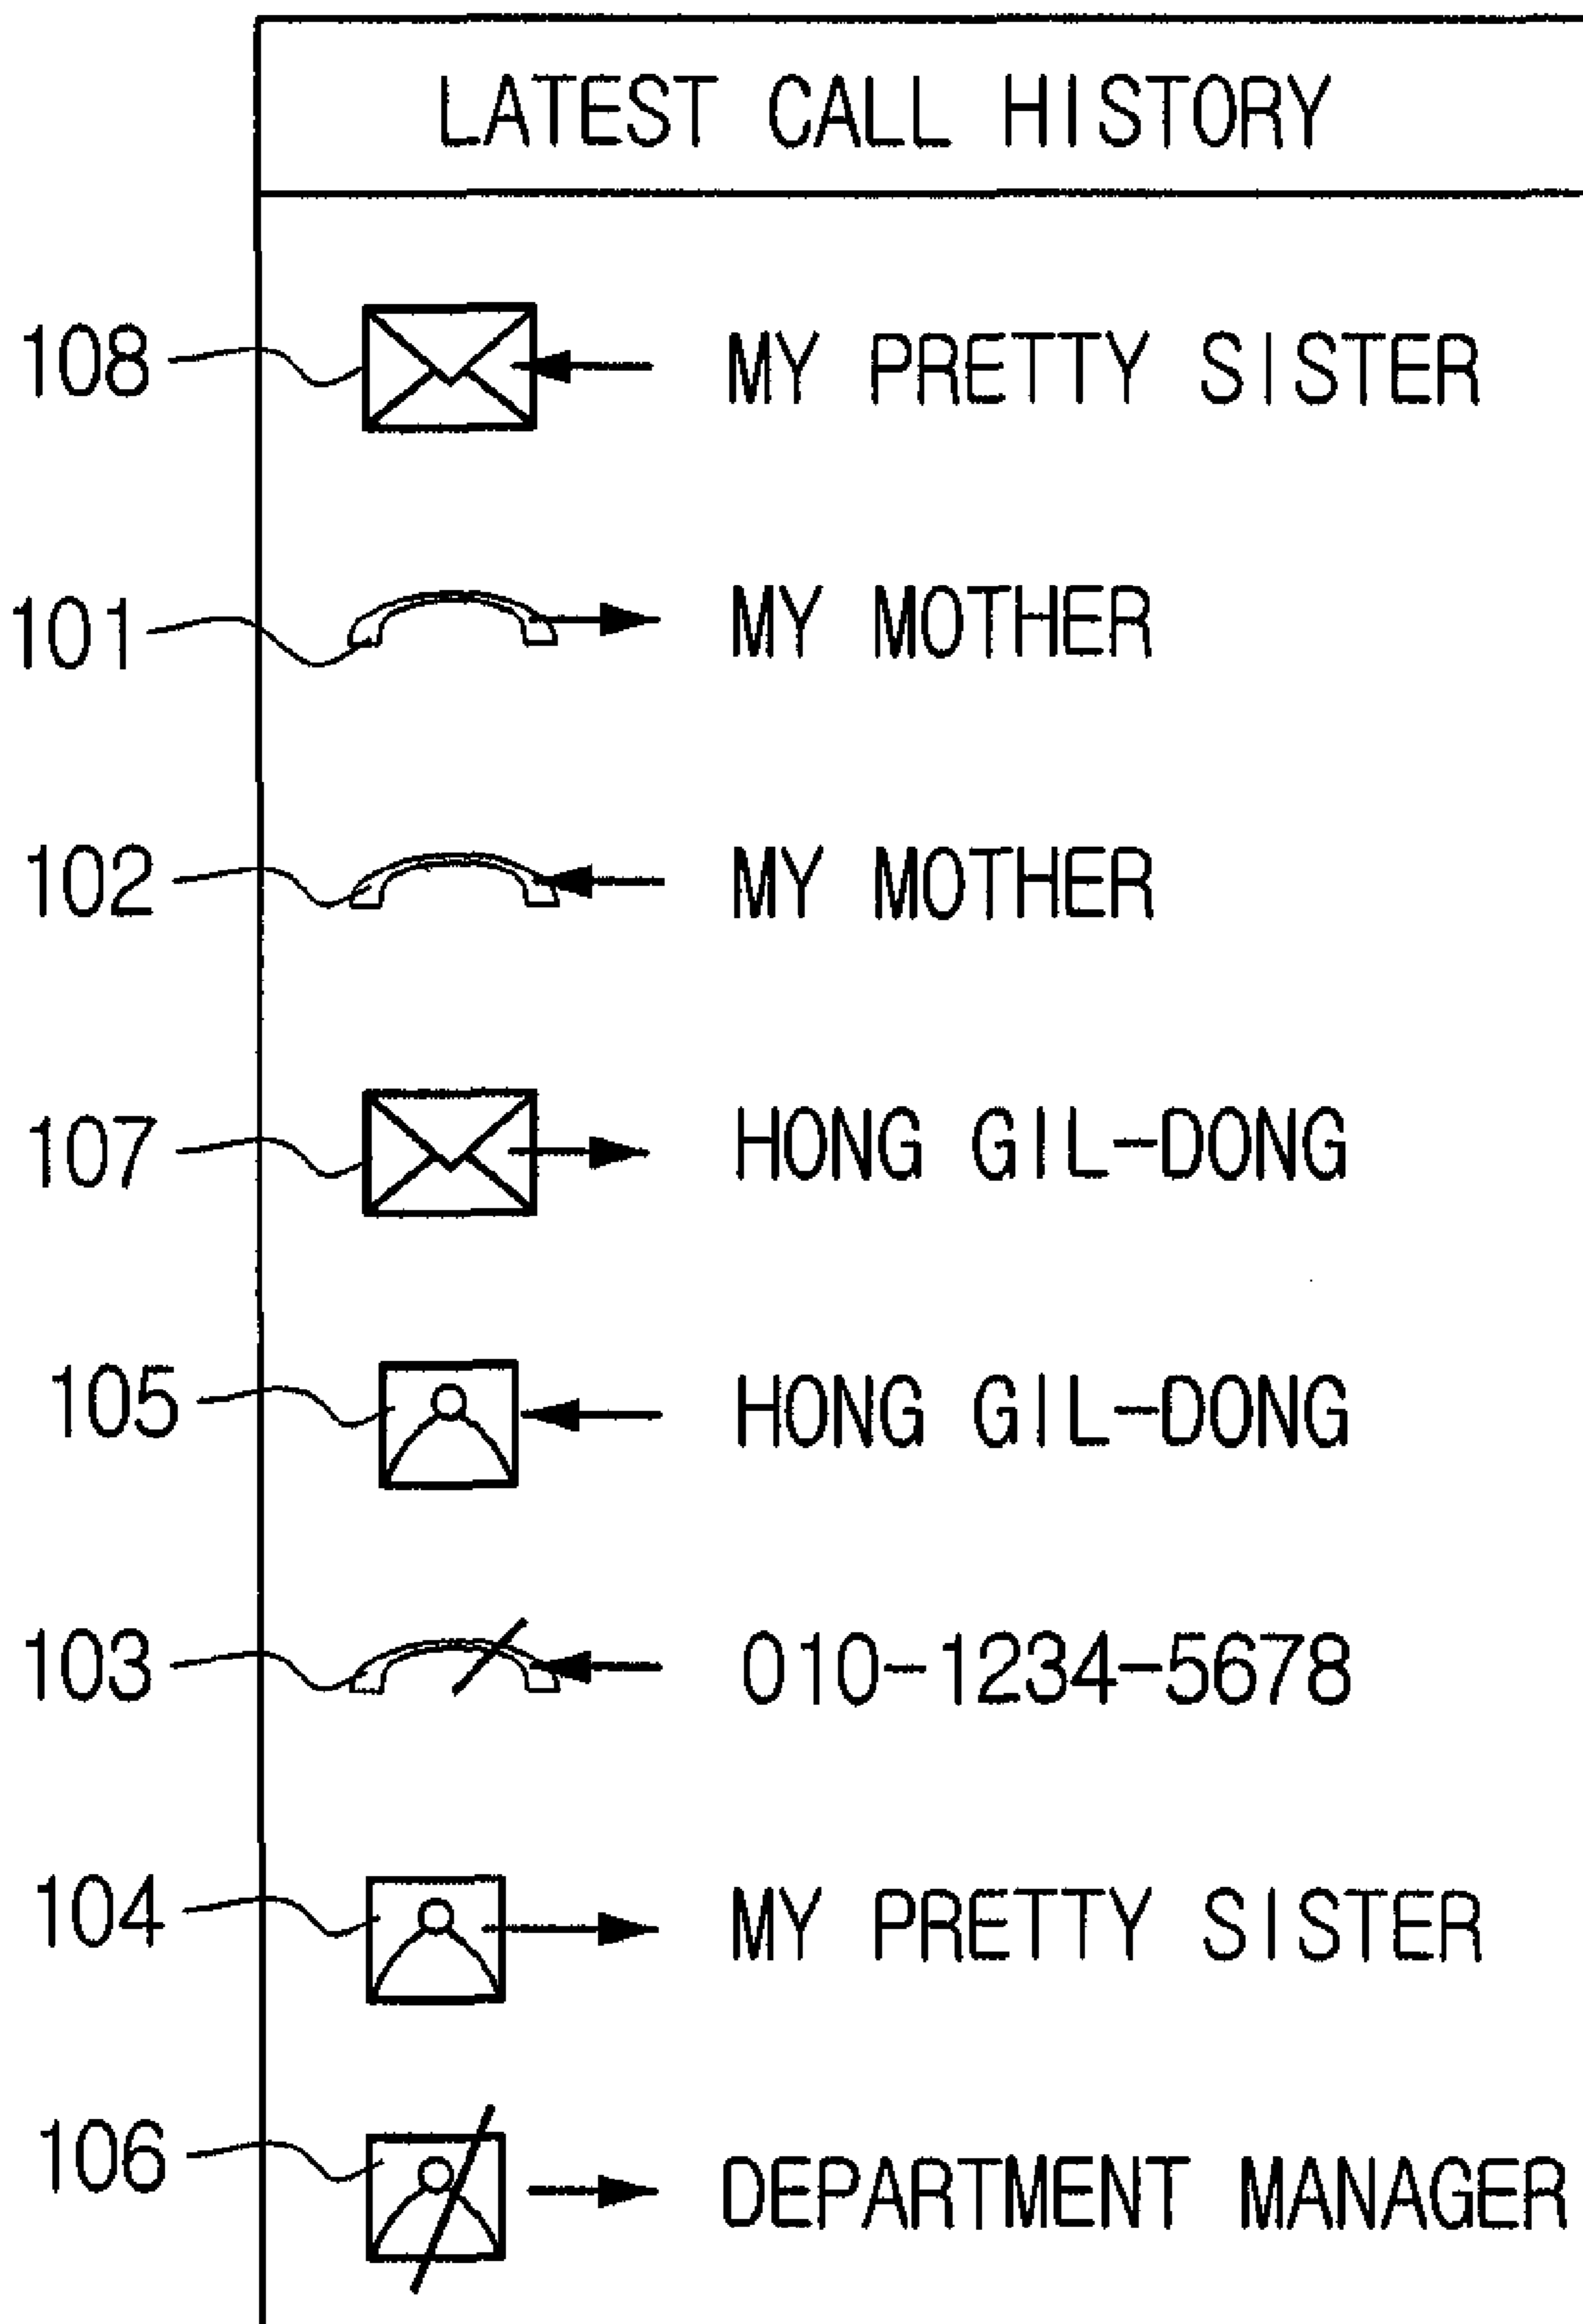 LATEST CALL HISTORY
108 MY PRETTY SISTER
101 MY MOTHER
102 MY MOTHER
107 HONG GIL-DONG
105 HONG GIL-DONG
103 010-1234-5678
104 MY PRETTY SISTER
106 DEPARTMENT MANAGER